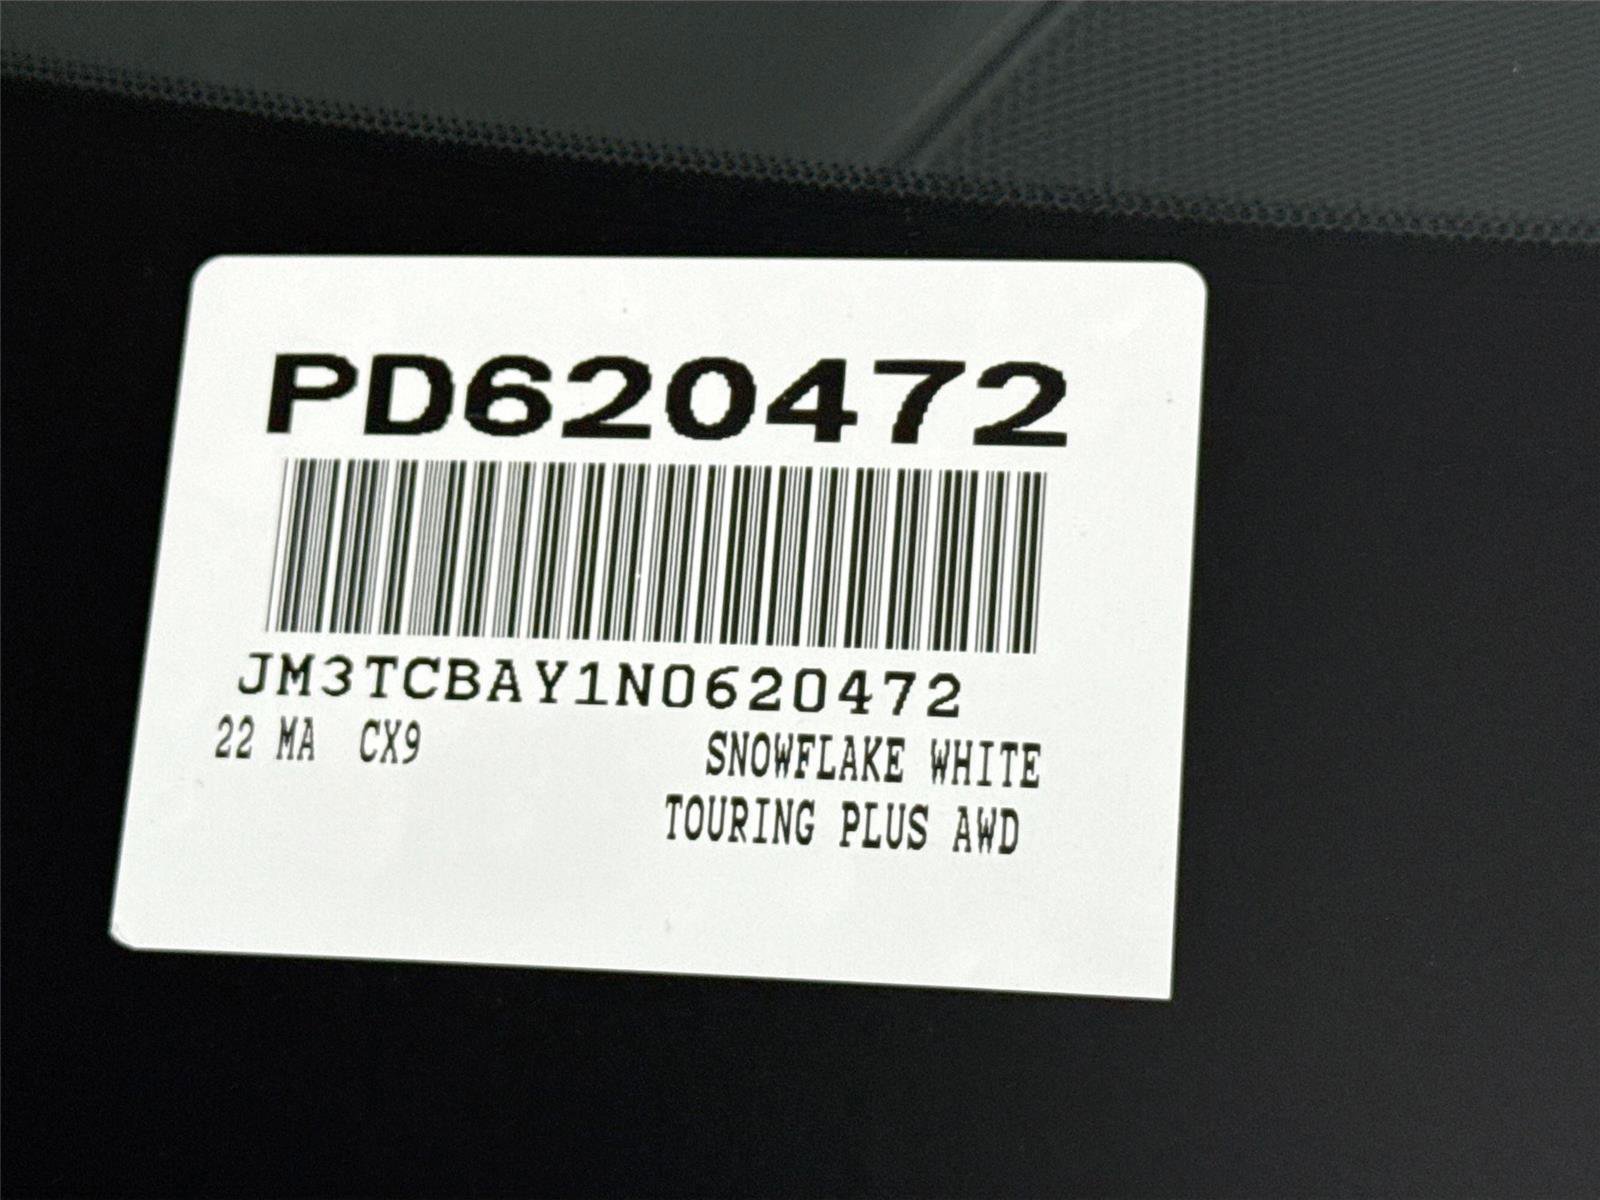 PD620472
JM3TCBAY1N0620472
22 MA CX9 SNOWFLAKE WHITE
TOURING PLUS AWD